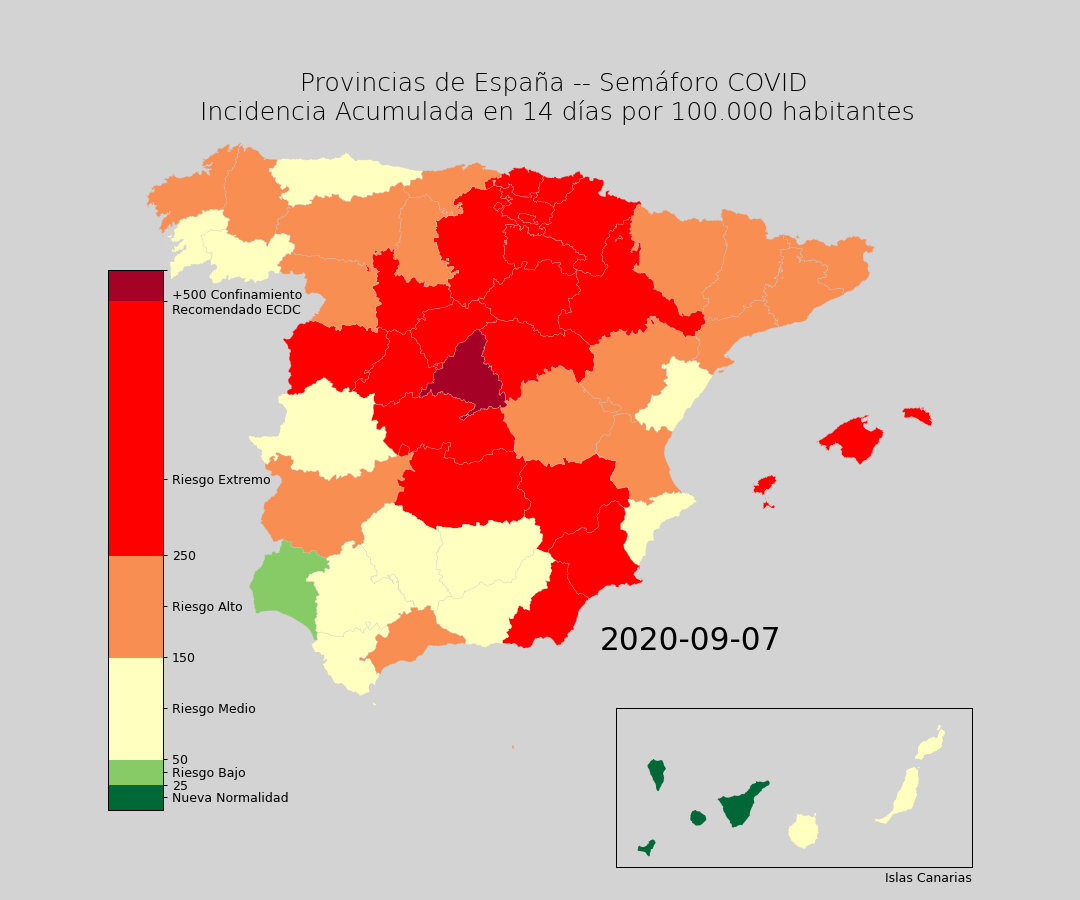 Provincias de España -- Semáforo COVID
Incidencia Acumulada en 14 días por 100.000 habitantes
+500 Confinamiento
Recomendado ECDC
Riesgo Extremo
250
Riesgo Alto
150
Riesgo Medio
50
Riesgo Bajo
25
Nueva Normalidad
2020-09-07
Islas Canarias